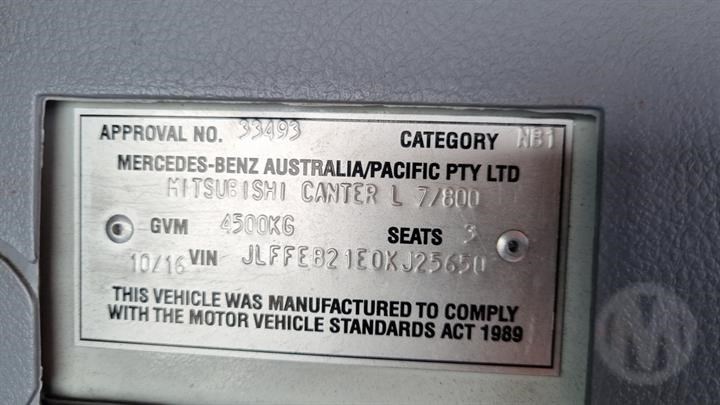 APPROVAL NO. 33493 CATEGORY NB1
MERCEDES-BENZ AUSTRALIA/PACIFIC PTY LTD
MITSUBISHI CANTER L 7/800
GVM 4500KG SEATS 3
10/16 VIN JLFFEB21E0KJ25650
THIS VEHICLE WAS MANUFACTURED TO COMPLY
WITH THE MOTOR VEHICLE STANDARDS ACT 1989
M